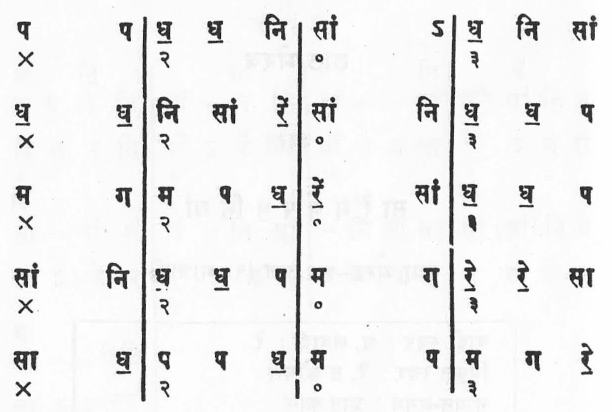 प प | ध॒ ध॒ नि | सां ऽ | ध॒ नि सां
× २ ० ३
ध॒ ध॒ | नि सां रें॒ | सां नि | ध॒ ध॒ प
× २ ० ३
म ग | म प ध॒ | रें॒ सां | ध॒ ध॒ प
× २ ० ३
सां नि | ध॒ ध॒ प | म ग | रे॒ रे॒ सा
× २ ० ३
सा ध॒ | प प ध॒ | म प | म ग रे॒
× २ ० ३